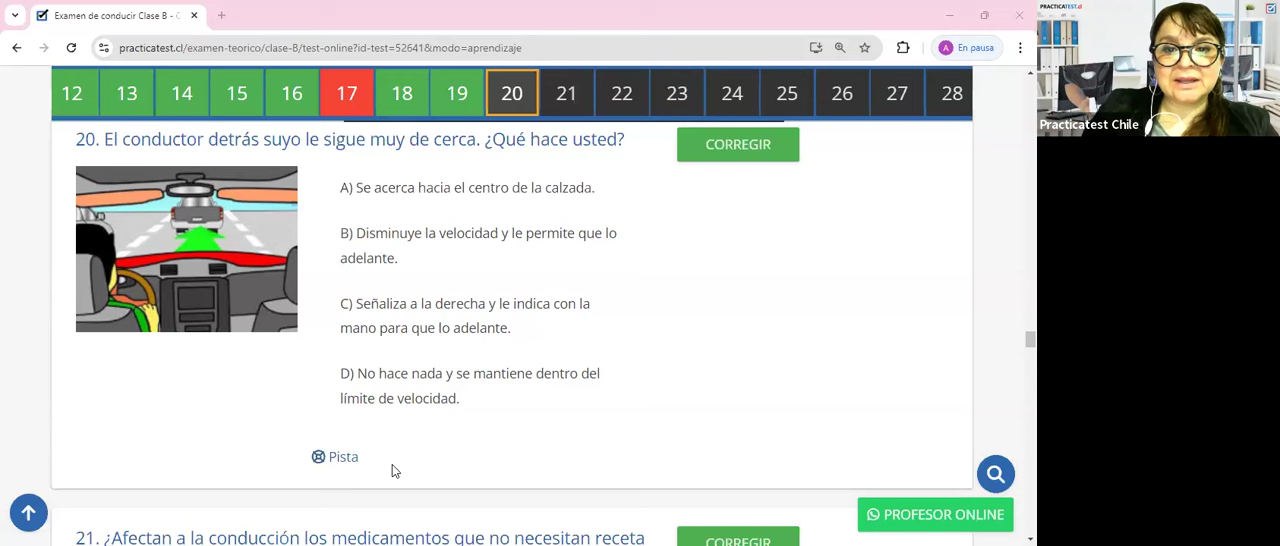 Examen de conducir Clase B - C
practicatest.cl/examen-teorico/clase-B/test-online?id-test=52641&modo=aprendizaje
A En pausa
12 13 14 15 16 17 18 19 20 21 22 23 24 25 26 27 28
20. El conductor detrás suyo le sigue muy de cerca. ¿Qué hace usted?
CORREGIR
A) Se acerca hacia el centro de la calzada.
B) Disminuye la velocidad y le permite que lo
adelante.
C) Señaliza a la derecha y le indica con la
mano para que lo adelante.
D) No hace nada y se mantiene dentro del
límite de velocidad.
Pista
PROFESOR ONLINE
21. ¿Afectan a la conducción los medicamentos que no necesitan receta
CORREGIR
PRACTICATEST.cl
Practicatest Chile